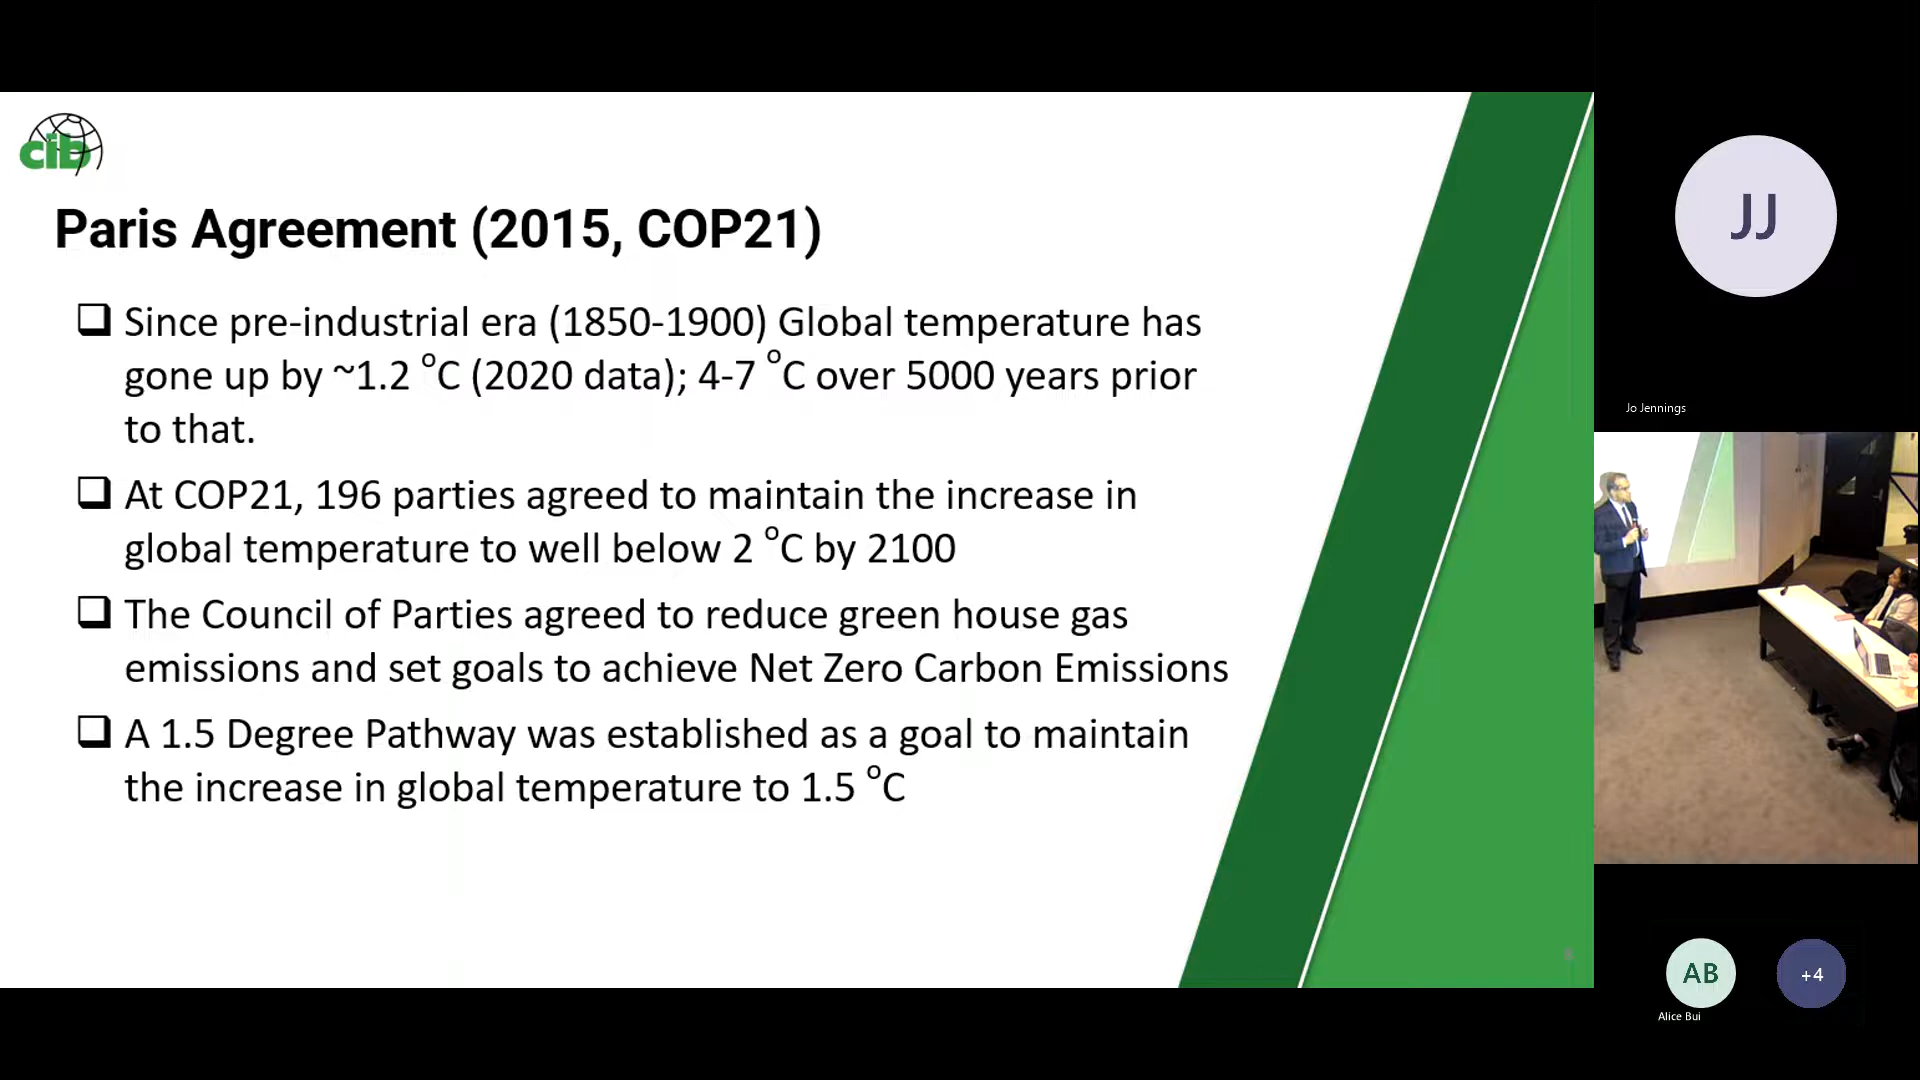 cib
Paris Agreement (2015, COP21)
❑ Since pre-industrial era (1850-1900) Global temperature has
gone up by ~1.2 °C (2020 data); 4-7 °C over 5000 years prior
to that.
❑ At COP21, 196 parties agreed to maintain the increase in
global temperature to well below 2 °C by 2100
❑ The Council of Parties agreed to reduce green house gas
emissions and set goals to achieve Net Zero Carbon Emissions
❑ A 1.5 Degree Pathway was established as a goal to maintain
the increase in global temperature to 1.5 °C
JJ
Jo Jennings
AB
+4
Alice Bui